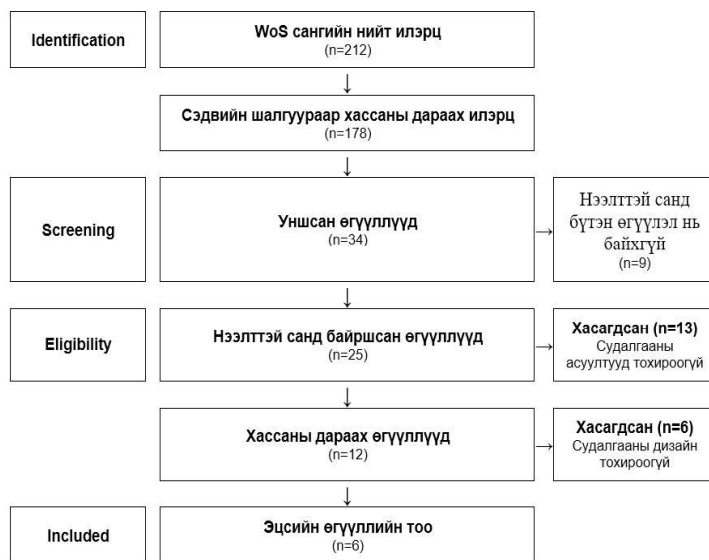 Identification
WoS сангийн нийт илэрц
(n=212)
↓
Сэдвийн шалгуураар хассаны дараах илэрц
(n=178)
↓
Screening
Уншсан өгүүллүүд
(n=34)
→
Нээлттэй санд
бүтэн өгүүлэл нь
байхгүй
(n=9)
↓
Eligibility
Нээлттэй санд байршсан өгүүллүүд
(n=25)
→
Хасагдсан (n=13)
Судалгааны
асуултууд тохироогүй
↓
Хассаны дараах өгүүллүүд
(n=12)
→
Хасагдсан (n=6)
Судалгааны дизайн
тохироогүй
↓
Included
Эцсийн өгүүллийн тоо
(n=6)